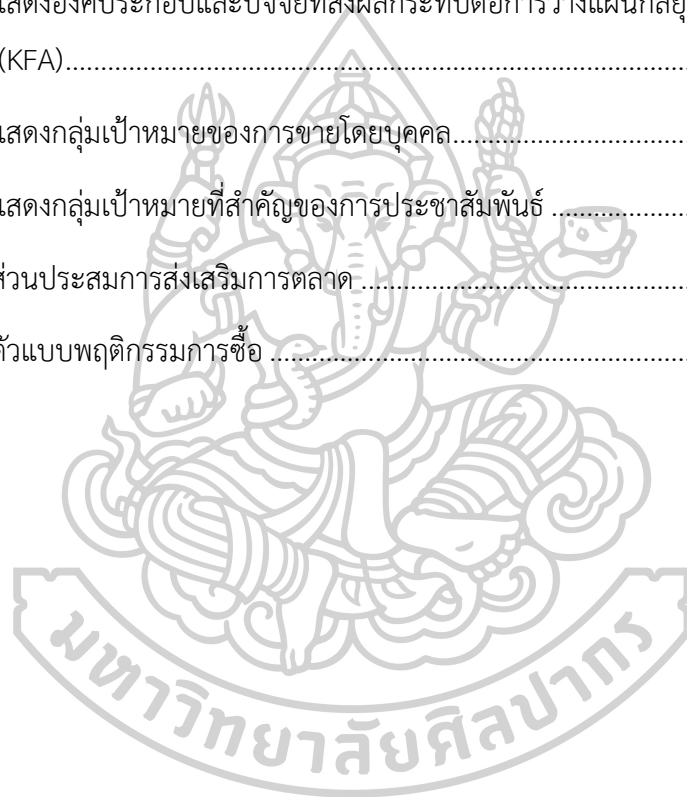 แสดงองค์ประกอบและปัจจัยที่ส่งผลกระทบต่อการวางแผนกลยุ
(KFA)................................................................................
แสดงกลุ่มเป้าหมายของการขายโดยบุคคล..............................
แสดงกลุ่มเป้าหมายที่สำคัญของการประชาสัมพันธ์ ..................
ส่วนประสมการส่งเสริมการตลาด ..........................................
ตัวแบบพฤติกรรมการซื้อ ......................................................
มหาวิทยาลัยศิลปากร